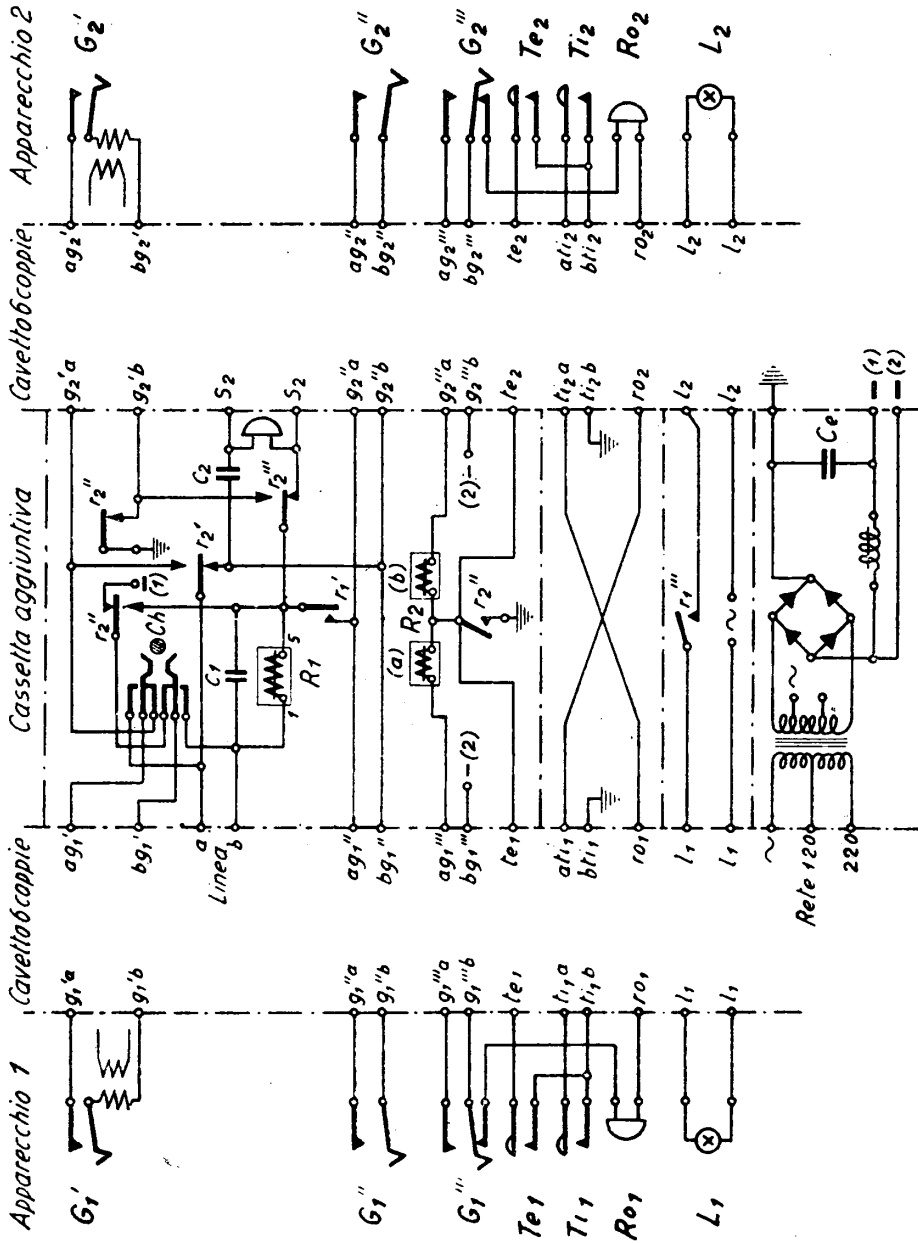 Apparecchio 1
Cavetto 6 coppie
Cassetta aggiuntiva
Cavetto 6 coppie
Apparecchio 2
G1'
g1'a
g1'b
ag1'
bg1'
a
Linea
b
Ch
r2''
(1)
r2''
r2'
C1
C2
r2'''
R1
1
5
r1'
g2'a
g2'b
S2
S2
ag2'
bg2'
G2'
G1''
g1''a
g1''b
ag1''
bg1''
g2''a
g2''b
ag2''
bg2''
G2''
G1'''
g1'''a
g1'''b
ag1'''
bg1'''
(a)
R2
(b)
-(2)
(2)-
r2''
g2'''a
g2'''b
ag2'''
bg2'''
G2'''
Te1
te1
te1
te2
te2
Te2
Ti1
ti1a
ti1b
ati1
bti1
ti2a
ti2b
ati2
bti2
Ti2
Ro1
ro1
ro1
ro2
ro2
Ro2
L1
l1
l1
l1
l1
r1'''
~
l2
l2
l2
l2
L2
~
Rete 120
220
~
Ce
(1)
(2)